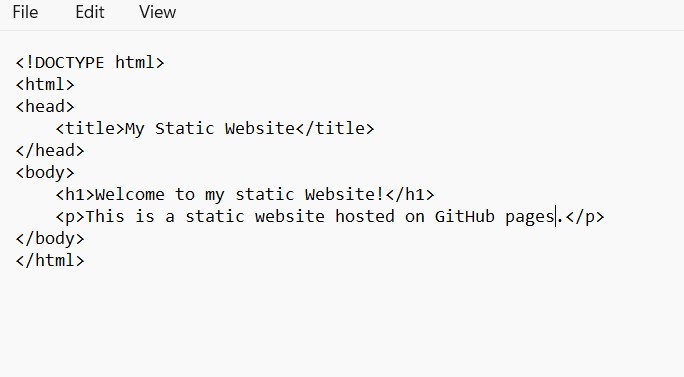 File Edit View
<!DOCTYPE html>
<html>
<head>
    <title>My Static Website</title>
</head>
<body>
    <h1>Welcome to my static Website!</h1>
    <p>This is a static website hosted on GitHub pages.</p>
</body>
</html>